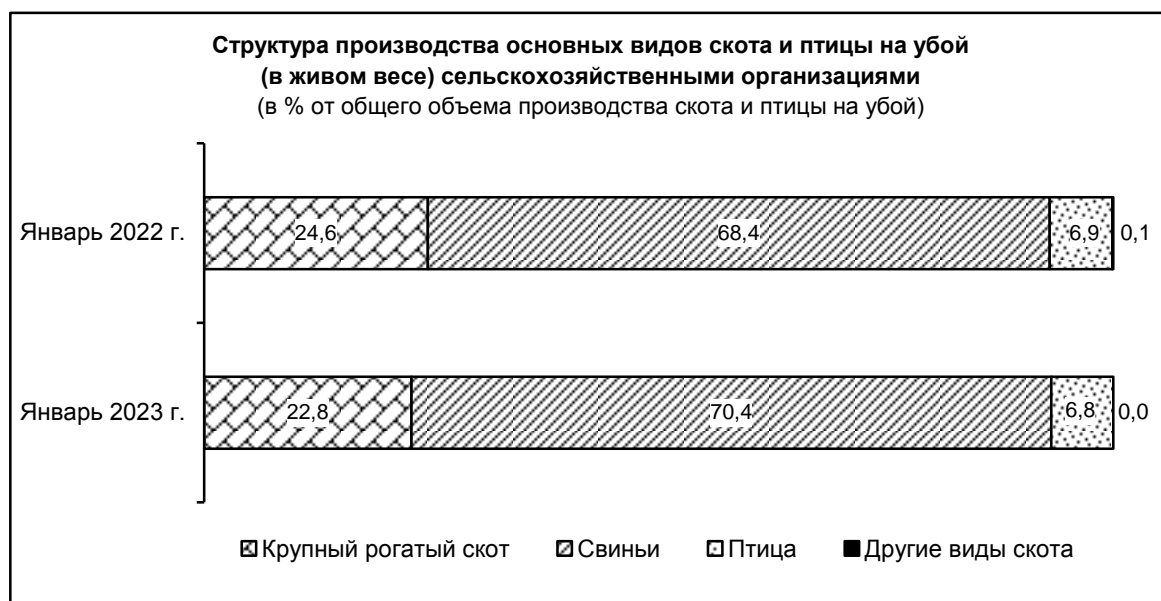 Структура производства основных видов скота и птицы на убой
(в живом весе) сельскохозяйственными организациями
(в % от общего объема производства скота и птицы на убой)
Январь 2022 г.
24,6
68,4
6,9
0,1
Январь 2023 г.
22,8
70,4
6,8
0,0
Крупный рогатый скот
Свиньи
Птица
Другие виды скота